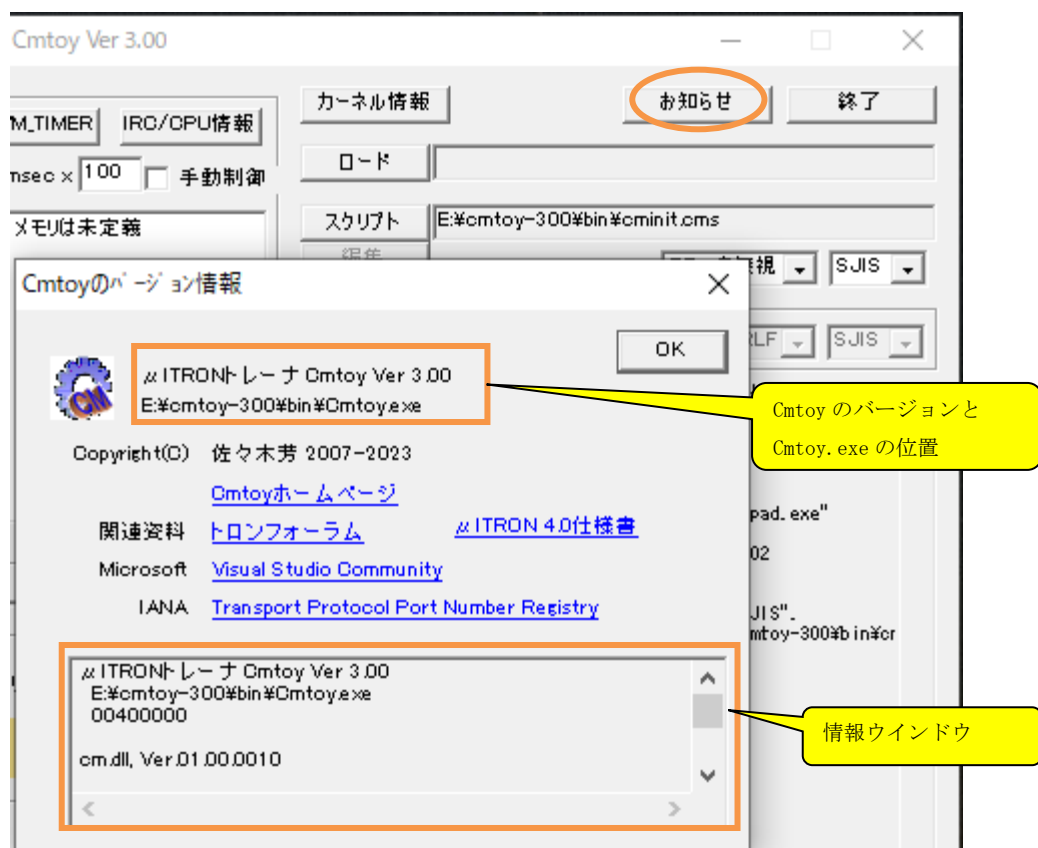 Cmtoy Ver 3.00
カーネル情報
お知らせ
終了
M_TIMER
IRC/CPU情報
ロード
msec × 100
手動制御
メモリは未定義
スクリプト
E:¥cmtoy-300¥bin¥cminit.cms
編集
無視
SJIS
Cmtoyのバージョン情報
OK
LF
SJIS
μITRONトレーナ Cmtoy Ver 3.00
E:¥cmtoy-300¥bin¥Cmtoy.exe
Cmtoy のバージョンと
Cmtoy.exe の位置
Copyright(C) 佐々木芳 2007-2023
Cmtoyホームページ
関連資料 トロンフォーラム μITRON 4.0仕様書
Microsoft Visual Studio Community
IANA Transport Protocol Port Number Registry
pad.exe"
02
JIS".
mtoy-300¥bin¥cr
μITRONトレーナ Cmtoy Ver 3.00
E:¥cmtoy-300¥bin¥Cmtoy.exe
00400000
cm.dll, Ver.01.00.0010
情報ウインドウ